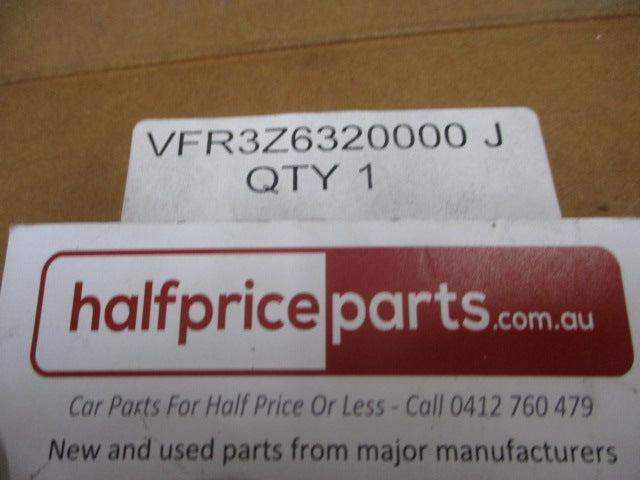 VFR3Z6320000 J
QTY 1
halfpriceparts.com.au
Car Parts For Half Price Or Less - Call 0412 760 479
New and used parts from major manufacturers